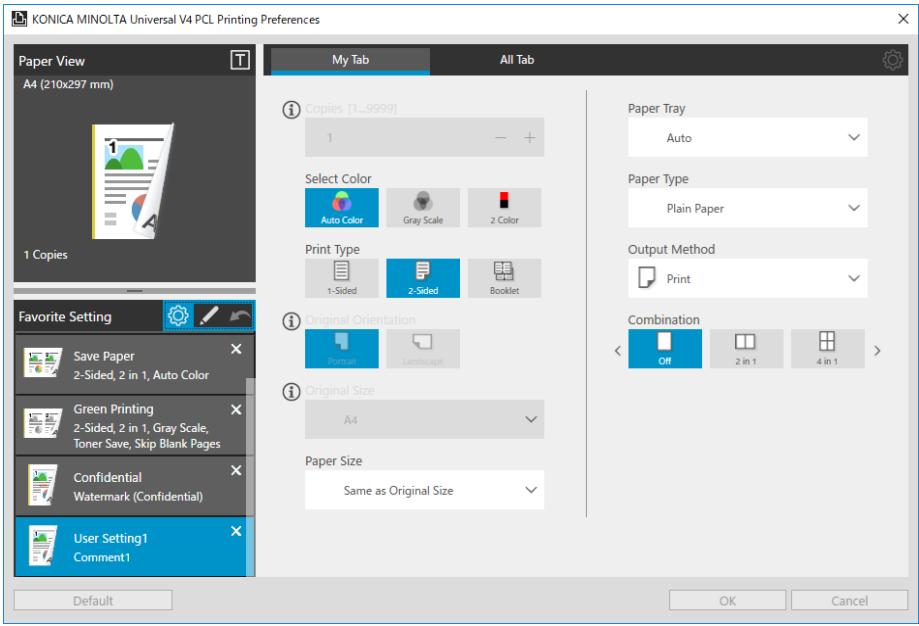 KONICA MINOLTA Universal V4 PCL Printing Preferences
Paper View
T
A4 (210x297 mm)
1
A
1 Copies
Favorite Setting
Save Paper
2-Sided, 2 in 1, Auto Color
Green Printing
2-Sided, 2 in 1, Gray Scale,
Toner Save, Skip Blank Pages
Confidential
Watermark (Confidential)
User Setting1
Comment1
My Tab
All Tab
Copies [1...9999]
1
Select Color
Auto Color
Gray Scale
2 Color
Print Type
1-Sided
2-Sided
Booklet
Original Orientation
Portrait
Landscape
Original Size
A4
Paper Size
Same as Original Size
Paper Tray
Auto
Paper Type
Plain Paper
Output Method
Print
Combination
Off
2 in 1
4 in 1
Default
OK
Cancel